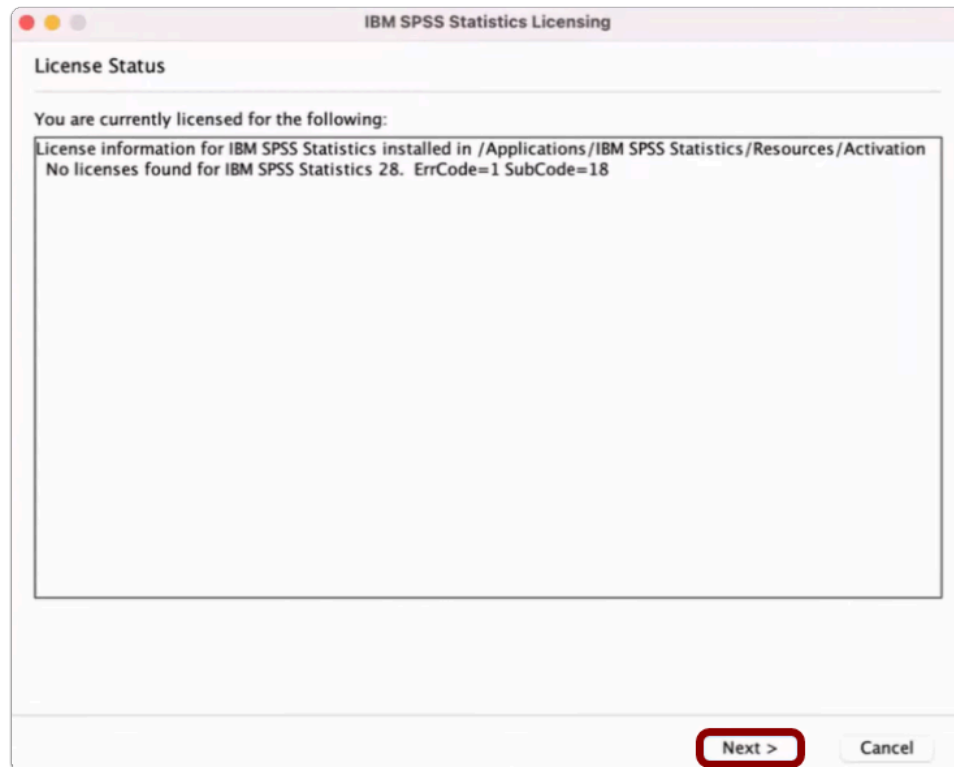 IBM SPSS Statistics Licensing
License Status
You are currently licensed for the following:
License information for IBM SPSS Statistics installed in /Applications/IBM SPSS Statistics/Resources/Activation
No licenses found for IBM SPSS Statistics 28.  ErrCode=1 SubCode=18
Next >
Cancel